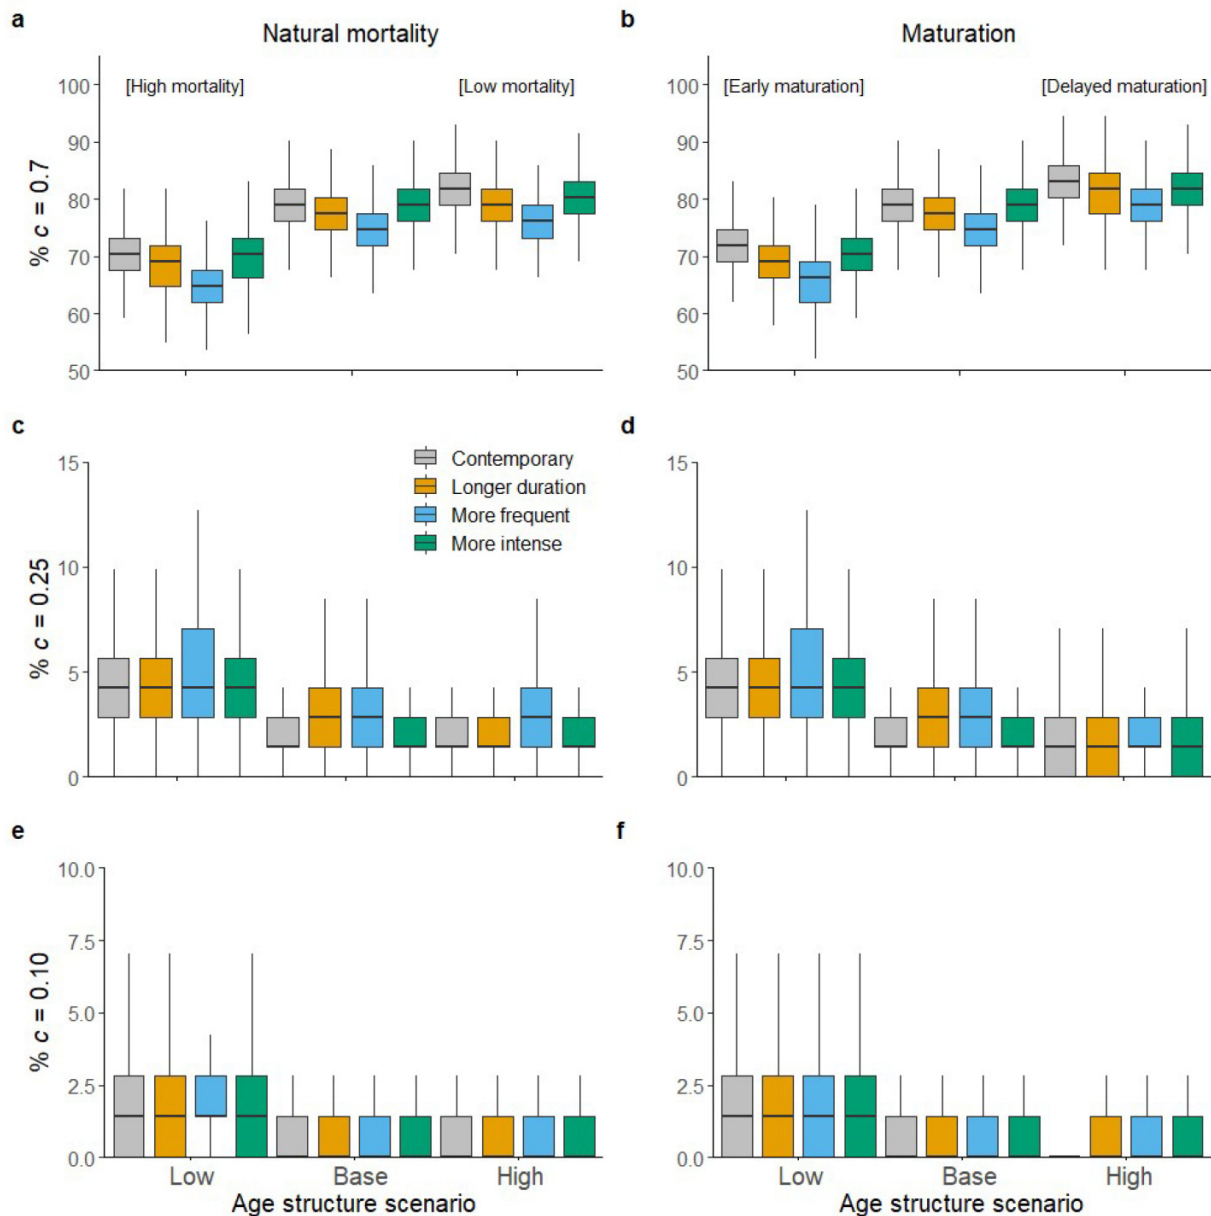 a
Natural mortality
b
Maturation
% c = 0.7
100
90
80
70
60
50
[High mortality]
[Low mortality]
100
90
80
70
60
50
[Early maturation]
[Delayed maturation]
c
d
% c = 0.25
15
10
5
0
Contemporary
Longer duration
More frequent
More intense
15
10
5
0
e
f
% c = 0.10
10.0
7.5
5.0
2.5
0.0
Low
Base
High
Age structure scenario
10.0
7.5
5.0
2.5
0.0
Low
Base
High
Age structure scenario